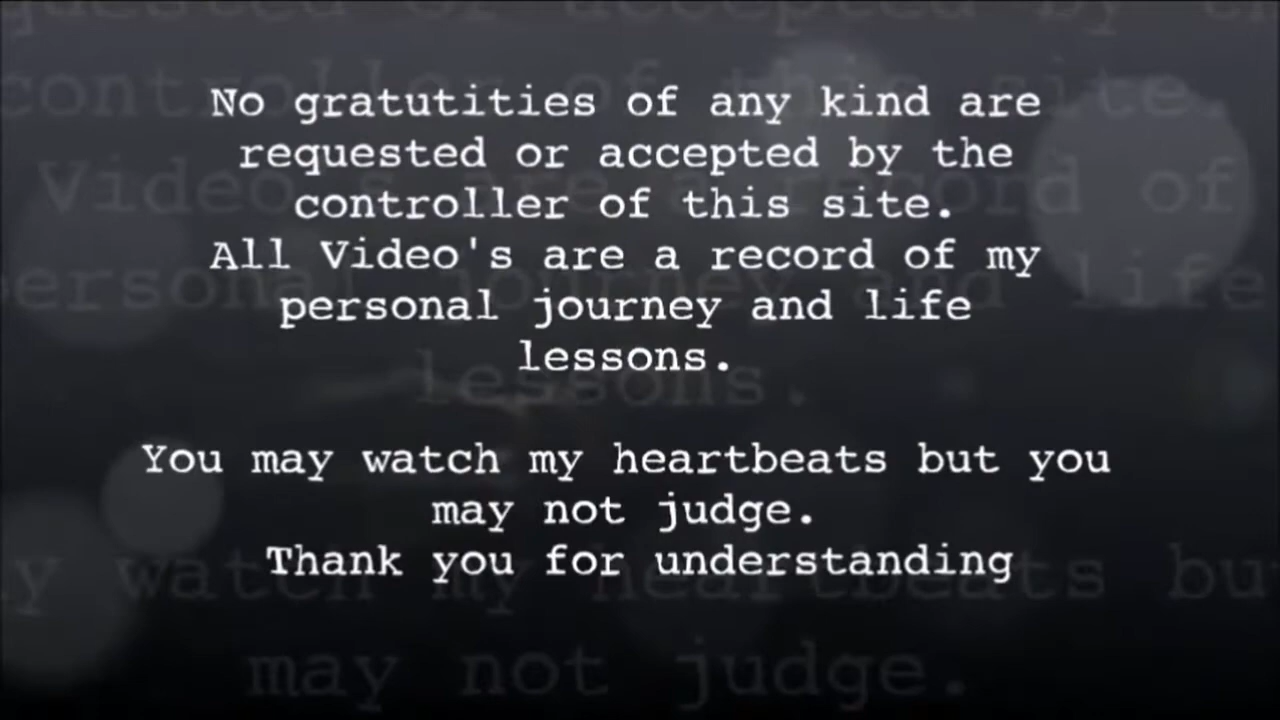 No gratutities of any kind are
requested or accepted by the
controller of this site.
All Video's are a record of my
personal journey and life
lessons.
You may watch my heartbeats but you
may not judge.
Thank you for understanding